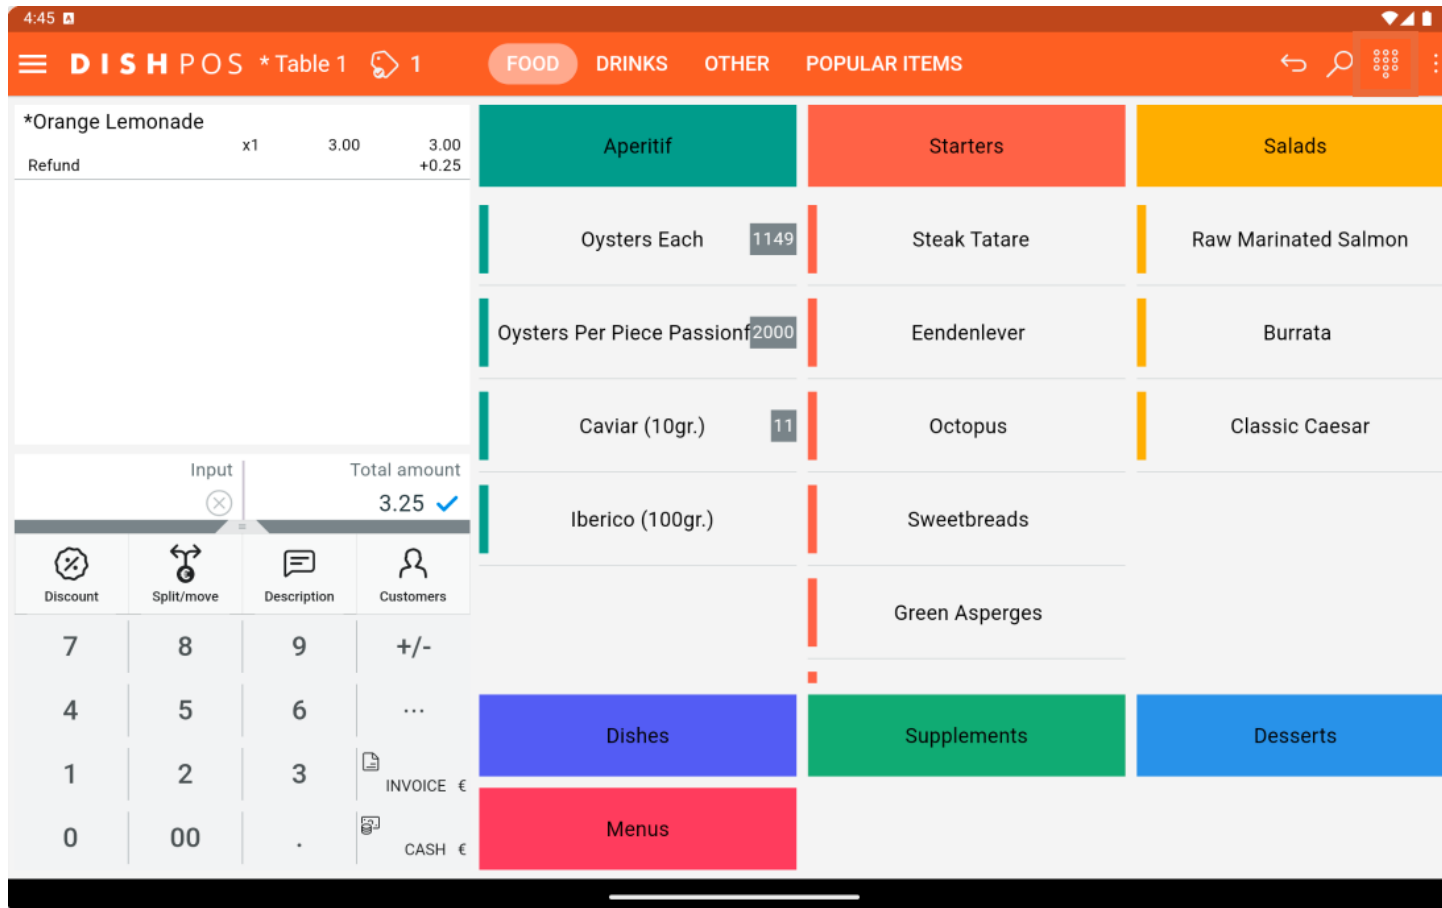 4:45 A
DISHPOS * Table 1 1 FOOD DRINKS OTHER POPULAR ITEMS
*Orange Lemonade
x1 3.00 3.00
Refund +0.25
Input Total amount
3.25
Discount Split/move Description Customers
7 8 9 +/-
4 5 6 ...
1 2 3 INVOICE €
0 00 . CASH €
Aperitif Starters Salads
Oysters Each 1149 Steak Tatare Raw Marinated Salmon
Oysters Per Piece Passionf 2000 Eendenlever Burrata
Caviar (10gr.) 11 Octopus Classic Caesar
Iberico (100gr.) Sweetbreads
Green Asperges
Dishes Supplements Desserts
Menus